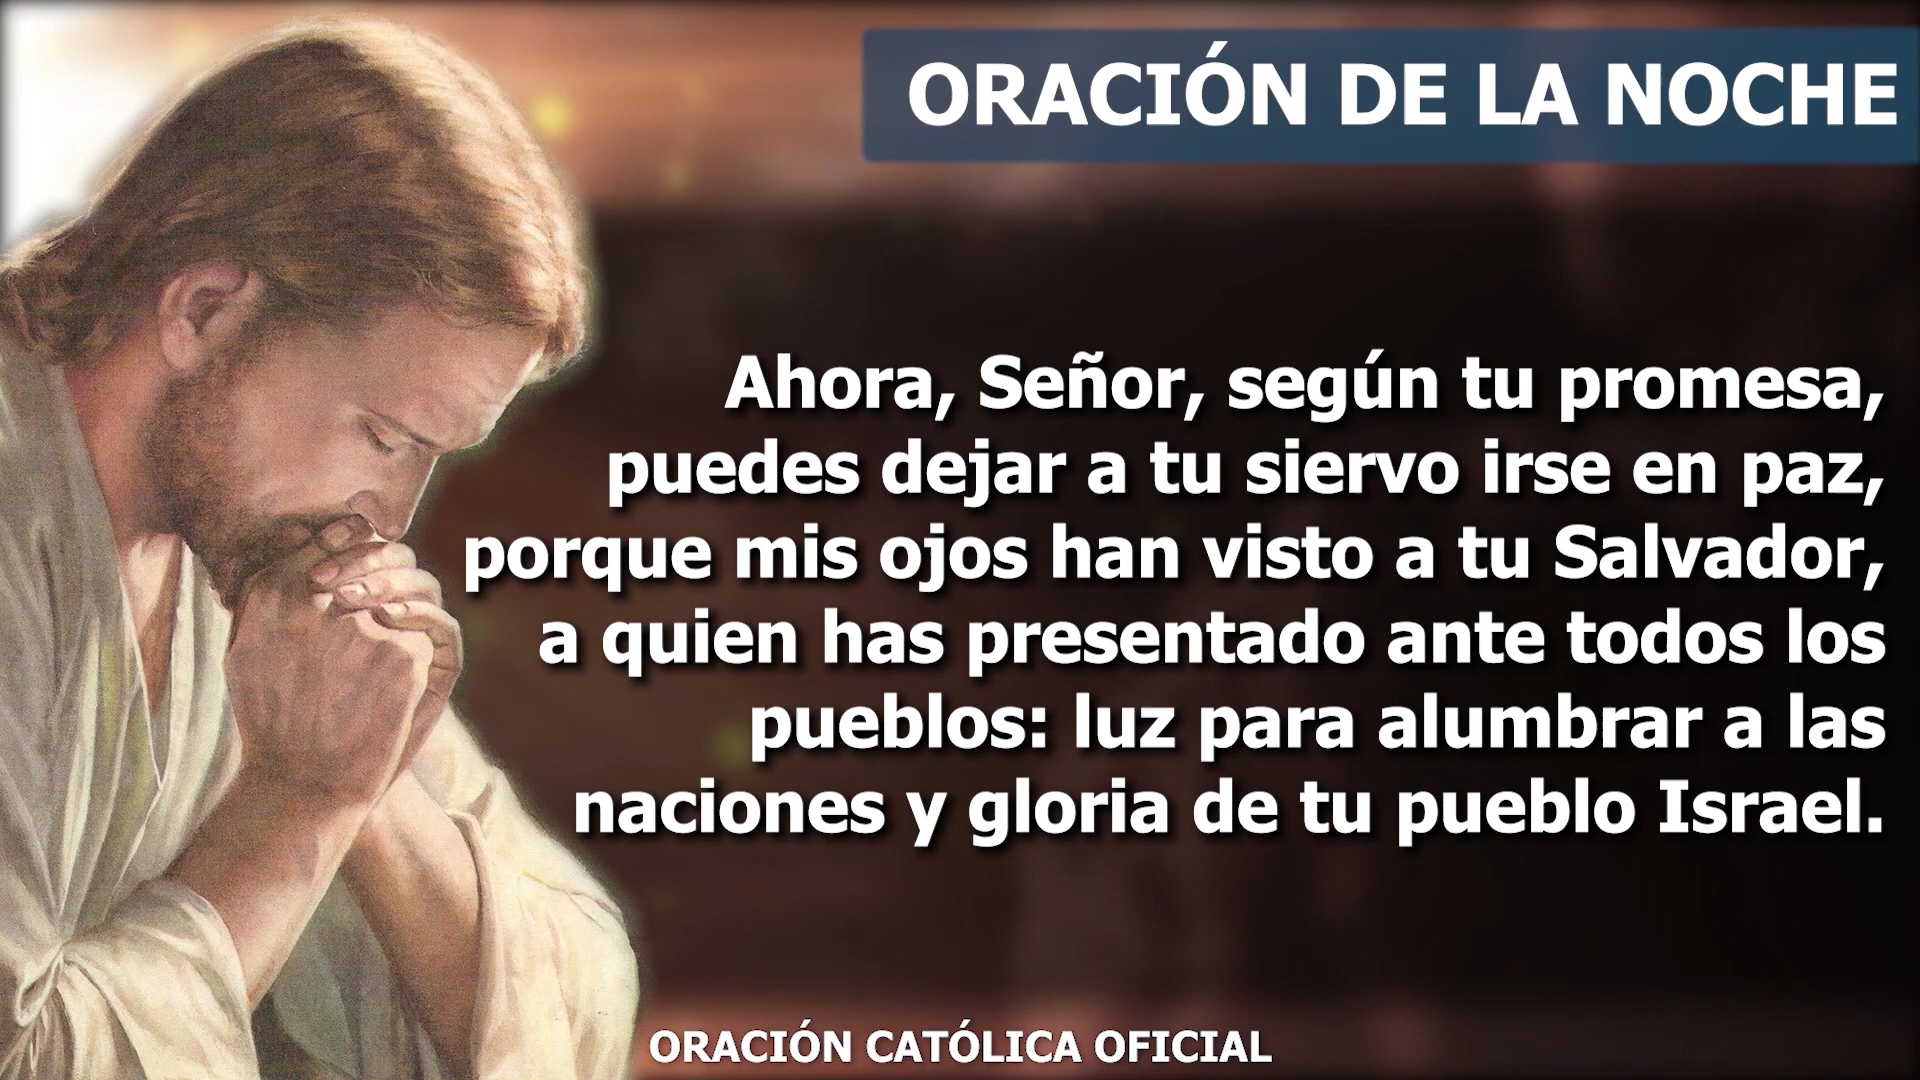 ORACIÓN DE LA NOCHE
Ahora, Señor, según tu promesa,
puedes dejar a tu siervo irse en paz,
porque mis ojos han visto a tu Salvador,
a quien has presentado ante todos los
pueblos: luz para alumbrar a las
naciones y gloria de tu pueblo Israel.
ORACIÓN CATÓLICA OFICIAL